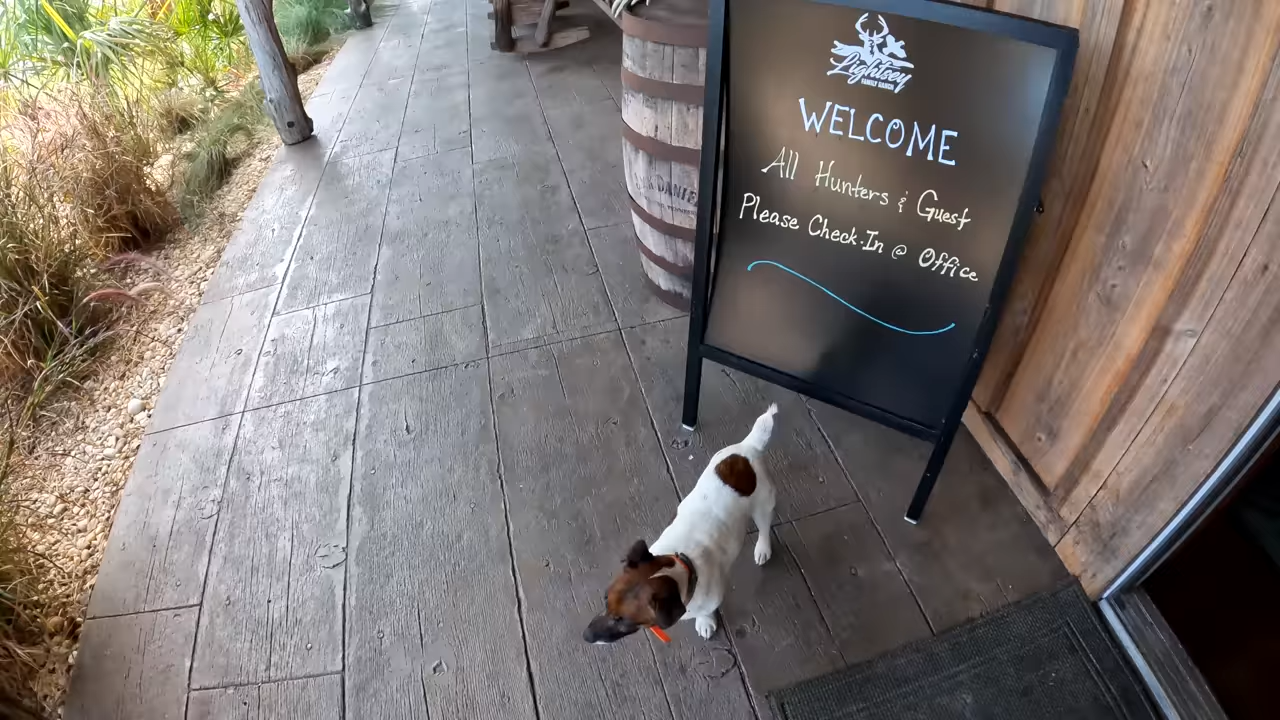 Lightsey
FAMILY RANCH
WELCOME
All Hunters & Guest
Please Check-In @ Office